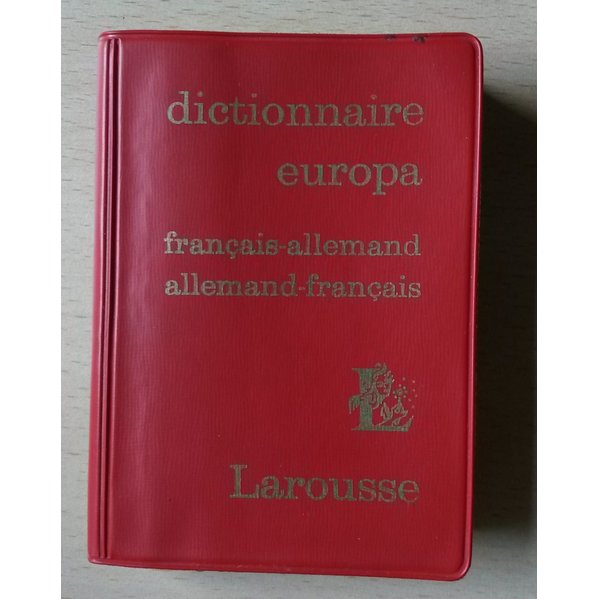 dictionnaire
europa
français-allemand
allemand-français
L
Larousse